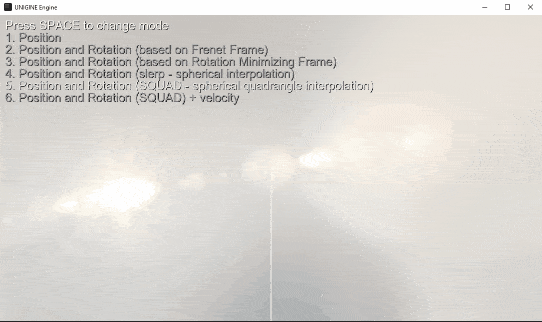 UNIGINE Engine
Press SPACE to change mode
1. Position
2. Position and Rotation (based on Frenet Frame)
3. Position and Rotation (based on Rotation Minimizing Frame)
4. Position and Rotation (slerp - spherical interpolation)
5. Position and Rotation (SQUAD - spherical quadrangle interpolation)
6. Position and Rotation (SQUAD) + velocity